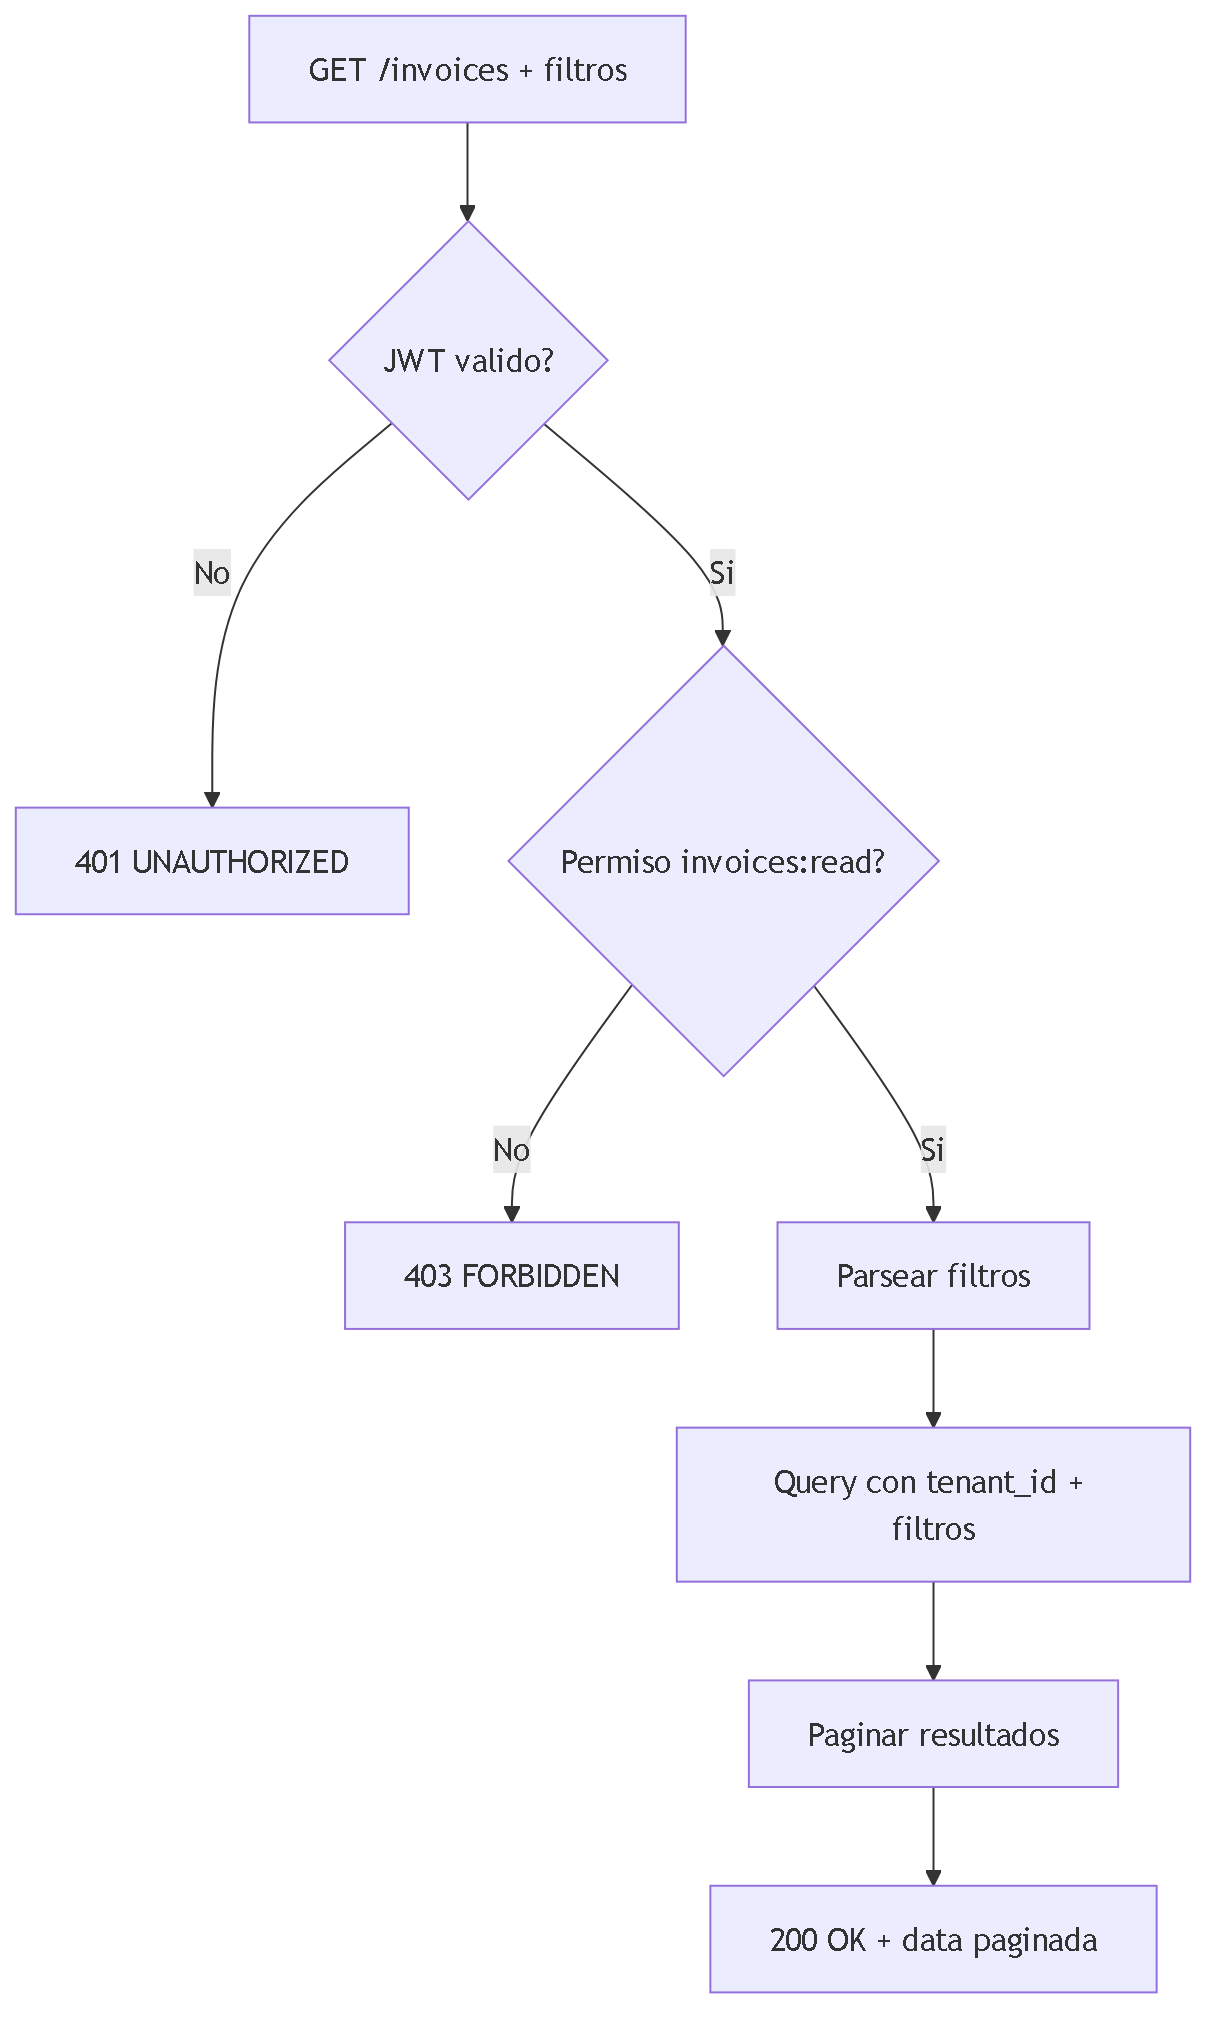 GET /invoices + filtros
JWT valido?
No
Si
401 UNAUTHORIZED
Permiso invoices:read?
No
Si
403 FORBIDDEN
Parsear filtros
Query con tenant_id +
filtros
Paginar resultados
200 OK + data paginada